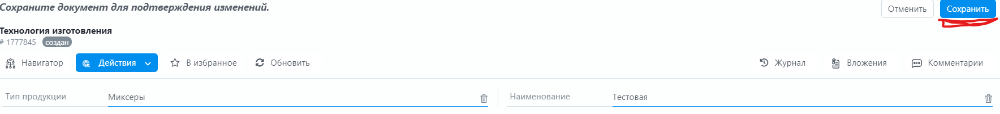 Сохраните документ для подтверждения изменений.
Отменить Сохранить
Технология изготовления
# 1777845 создан
Навигатор Действия В избранное Обновить Журнал Вложения Комментарии
Тип продукции Миксеры Наименование Тестовая